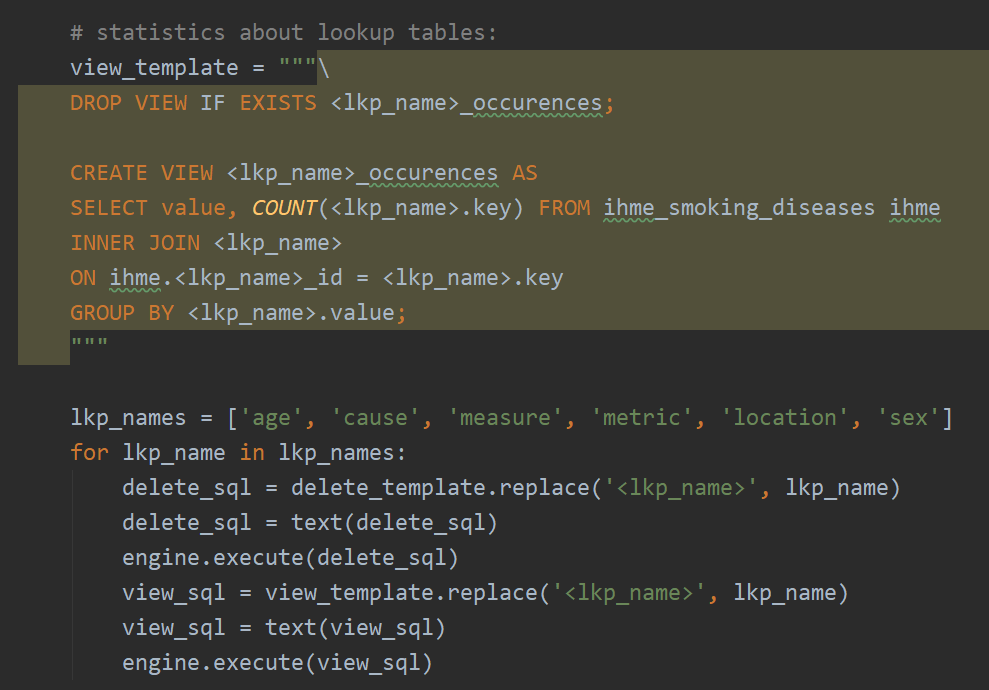 # statistics about lookup tables:
view_template = """\
DROP VIEW IF EXISTS <lkp_name>_occurences;
CREATE VIEW <lkp_name>_occurences AS
SELECT value, COUNT(<lkp_name>.key) FROM ihme_smoking_diseases ihme
INNER JOIN <lkp_name>
ON ihme.<lkp_name>_id = <lkp_name>.key
GROUP BY <lkp_name>.value;
"""
lkp_names = ['age', 'cause', 'measure', 'metric', 'location', 'sex']
for lkp_name in lkp_names:
delete_sql = delete_template.replace('<lkp_name>', lkp_name)
delete_sql = text(delete_sql)
engine.execute(delete_sql)
view_sql = view_template.replace('<lkp_name>', lkp_name)
view_sql = text(view_sql)
engine.execute(view_sql)